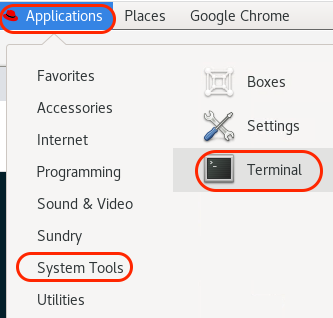 Applications Places Google Chrome
Favorites
Accessories
Internet
Programming
Sound & Video
Sundry
System Tools
Utilities
Boxes
Settings
Terminal